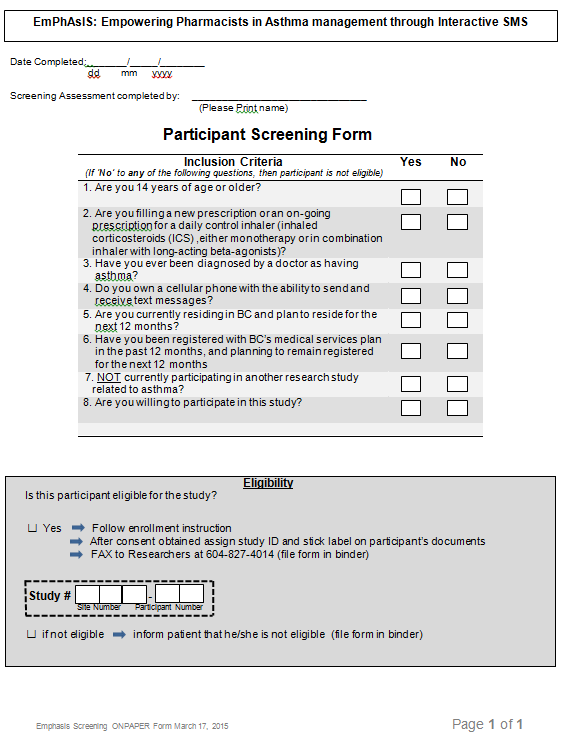 EmPhAsIS: Empowering Pharmacists in Asthma management through Interactive SMS
Date Completed:________/_____/________
dd mm yyyy
Screening Assessment completed by: ________________________________
(Please Print name)
Participant Screening Form
Inclusion Criteria Yes No
(If 'No' to any of the following questions, then participant is not eligible)
1. Are you 14 years of age or older?
2. Are you filling a new prescription or an on-going
prescription for a daily control inhaler (inhaled
corticosteroids (ICS) ,either monotherapy or in combination
inhaler with long-acting beta-agonists)?
3. Have you ever been diagnosed by a doctor as having
asthma?
4. Do you own a cellular phone with the ability to send and
receive text messages?
5. Are you currently residing in BC and plan to reside for the
next 12 months?
6. Have you been registered with BC's medical services plan
in the past 12 months, and planning to remain registered
for the next 12 months
7. NOT currently participating in another research study
related to asthma?
8. Are you willing to participate in this study?
Eligibility
Is this participant eligible for the study?
☐ Yes ➡ Follow enrollment instruction
➡ After consent obtained assign study ID and stick label on participant's documents
➡ FAX to Researchers at 604-827-4014 (file form in binder)
Study # -
Site Number Participant Number
☐ if not eligible ➡ inform patient that he/she is not eligible (file form in binder)
Emphasis Screening ONPAPER Form March 17, 2015
Page 1 of 1